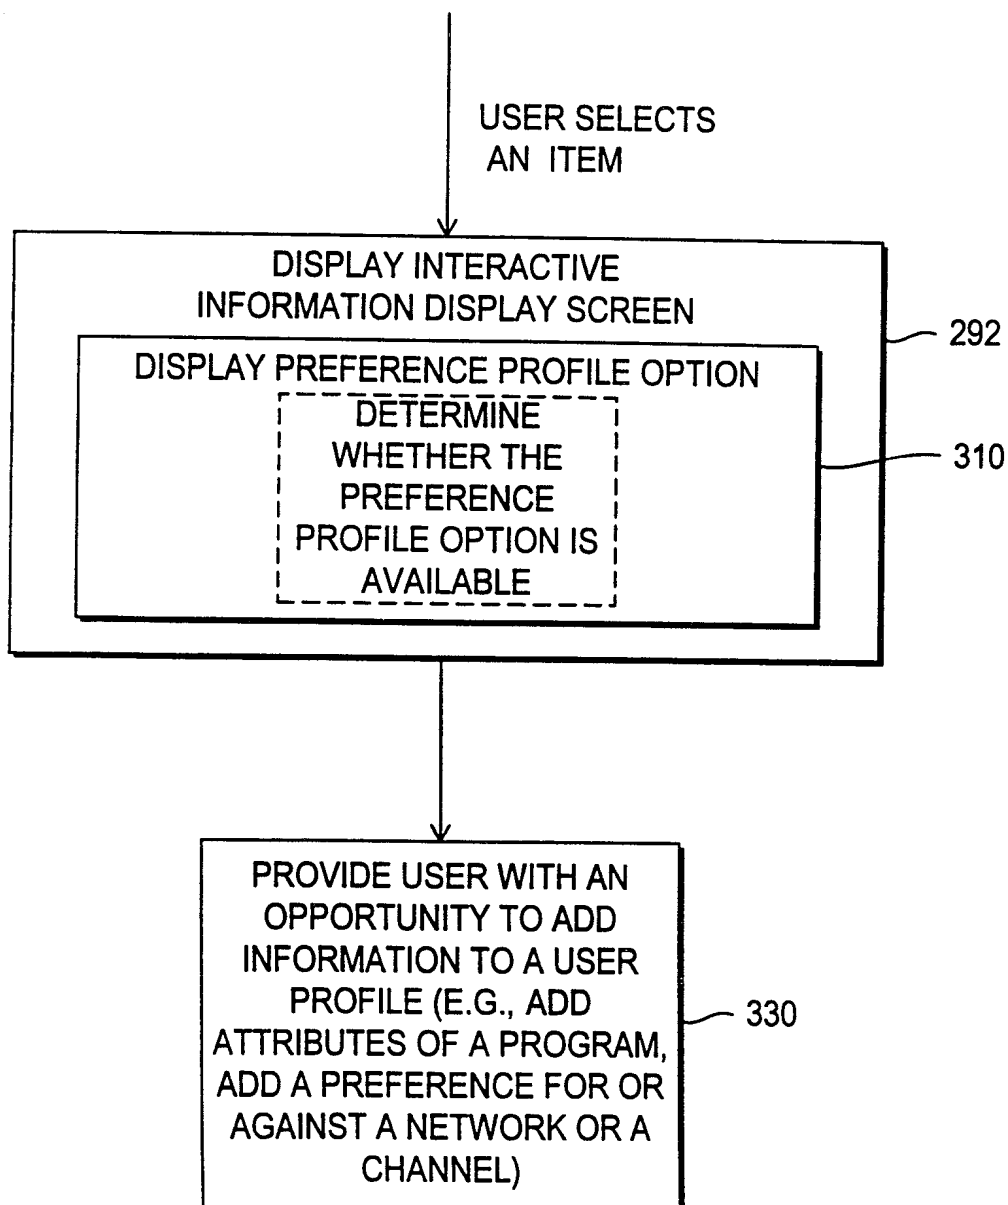 USER SELECTS
AN ITEM
DISPLAY INTERACTIVE
INFORMATION DISPLAY SCREEN
292
DISPLAY PREFERENCE PROFILE OPTION
DETERMINE
WHETHER THE
PREFERENCE
PROFILE OPTION IS
AVAILABLE
310
PROVIDE USER WITH AN
OPPORTUNITY TO ADD
INFORMATION TO A USER
PROFILE (E.G., ADD
ATTRIBUTES OF A PROGRAM,
ADD A PREFERENCE FOR OR
AGAINST A NETWORK OR A
CHANNEL)
330